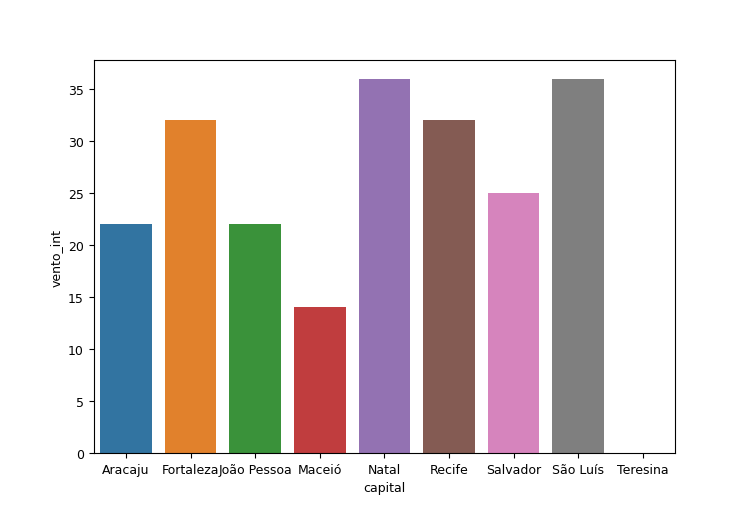 35
30
25
20
15
10
5
0
vento_int
Aracaju Fortaleza João Pessoa Maceió Natal Recife Salvador São Luís Teresina
capital